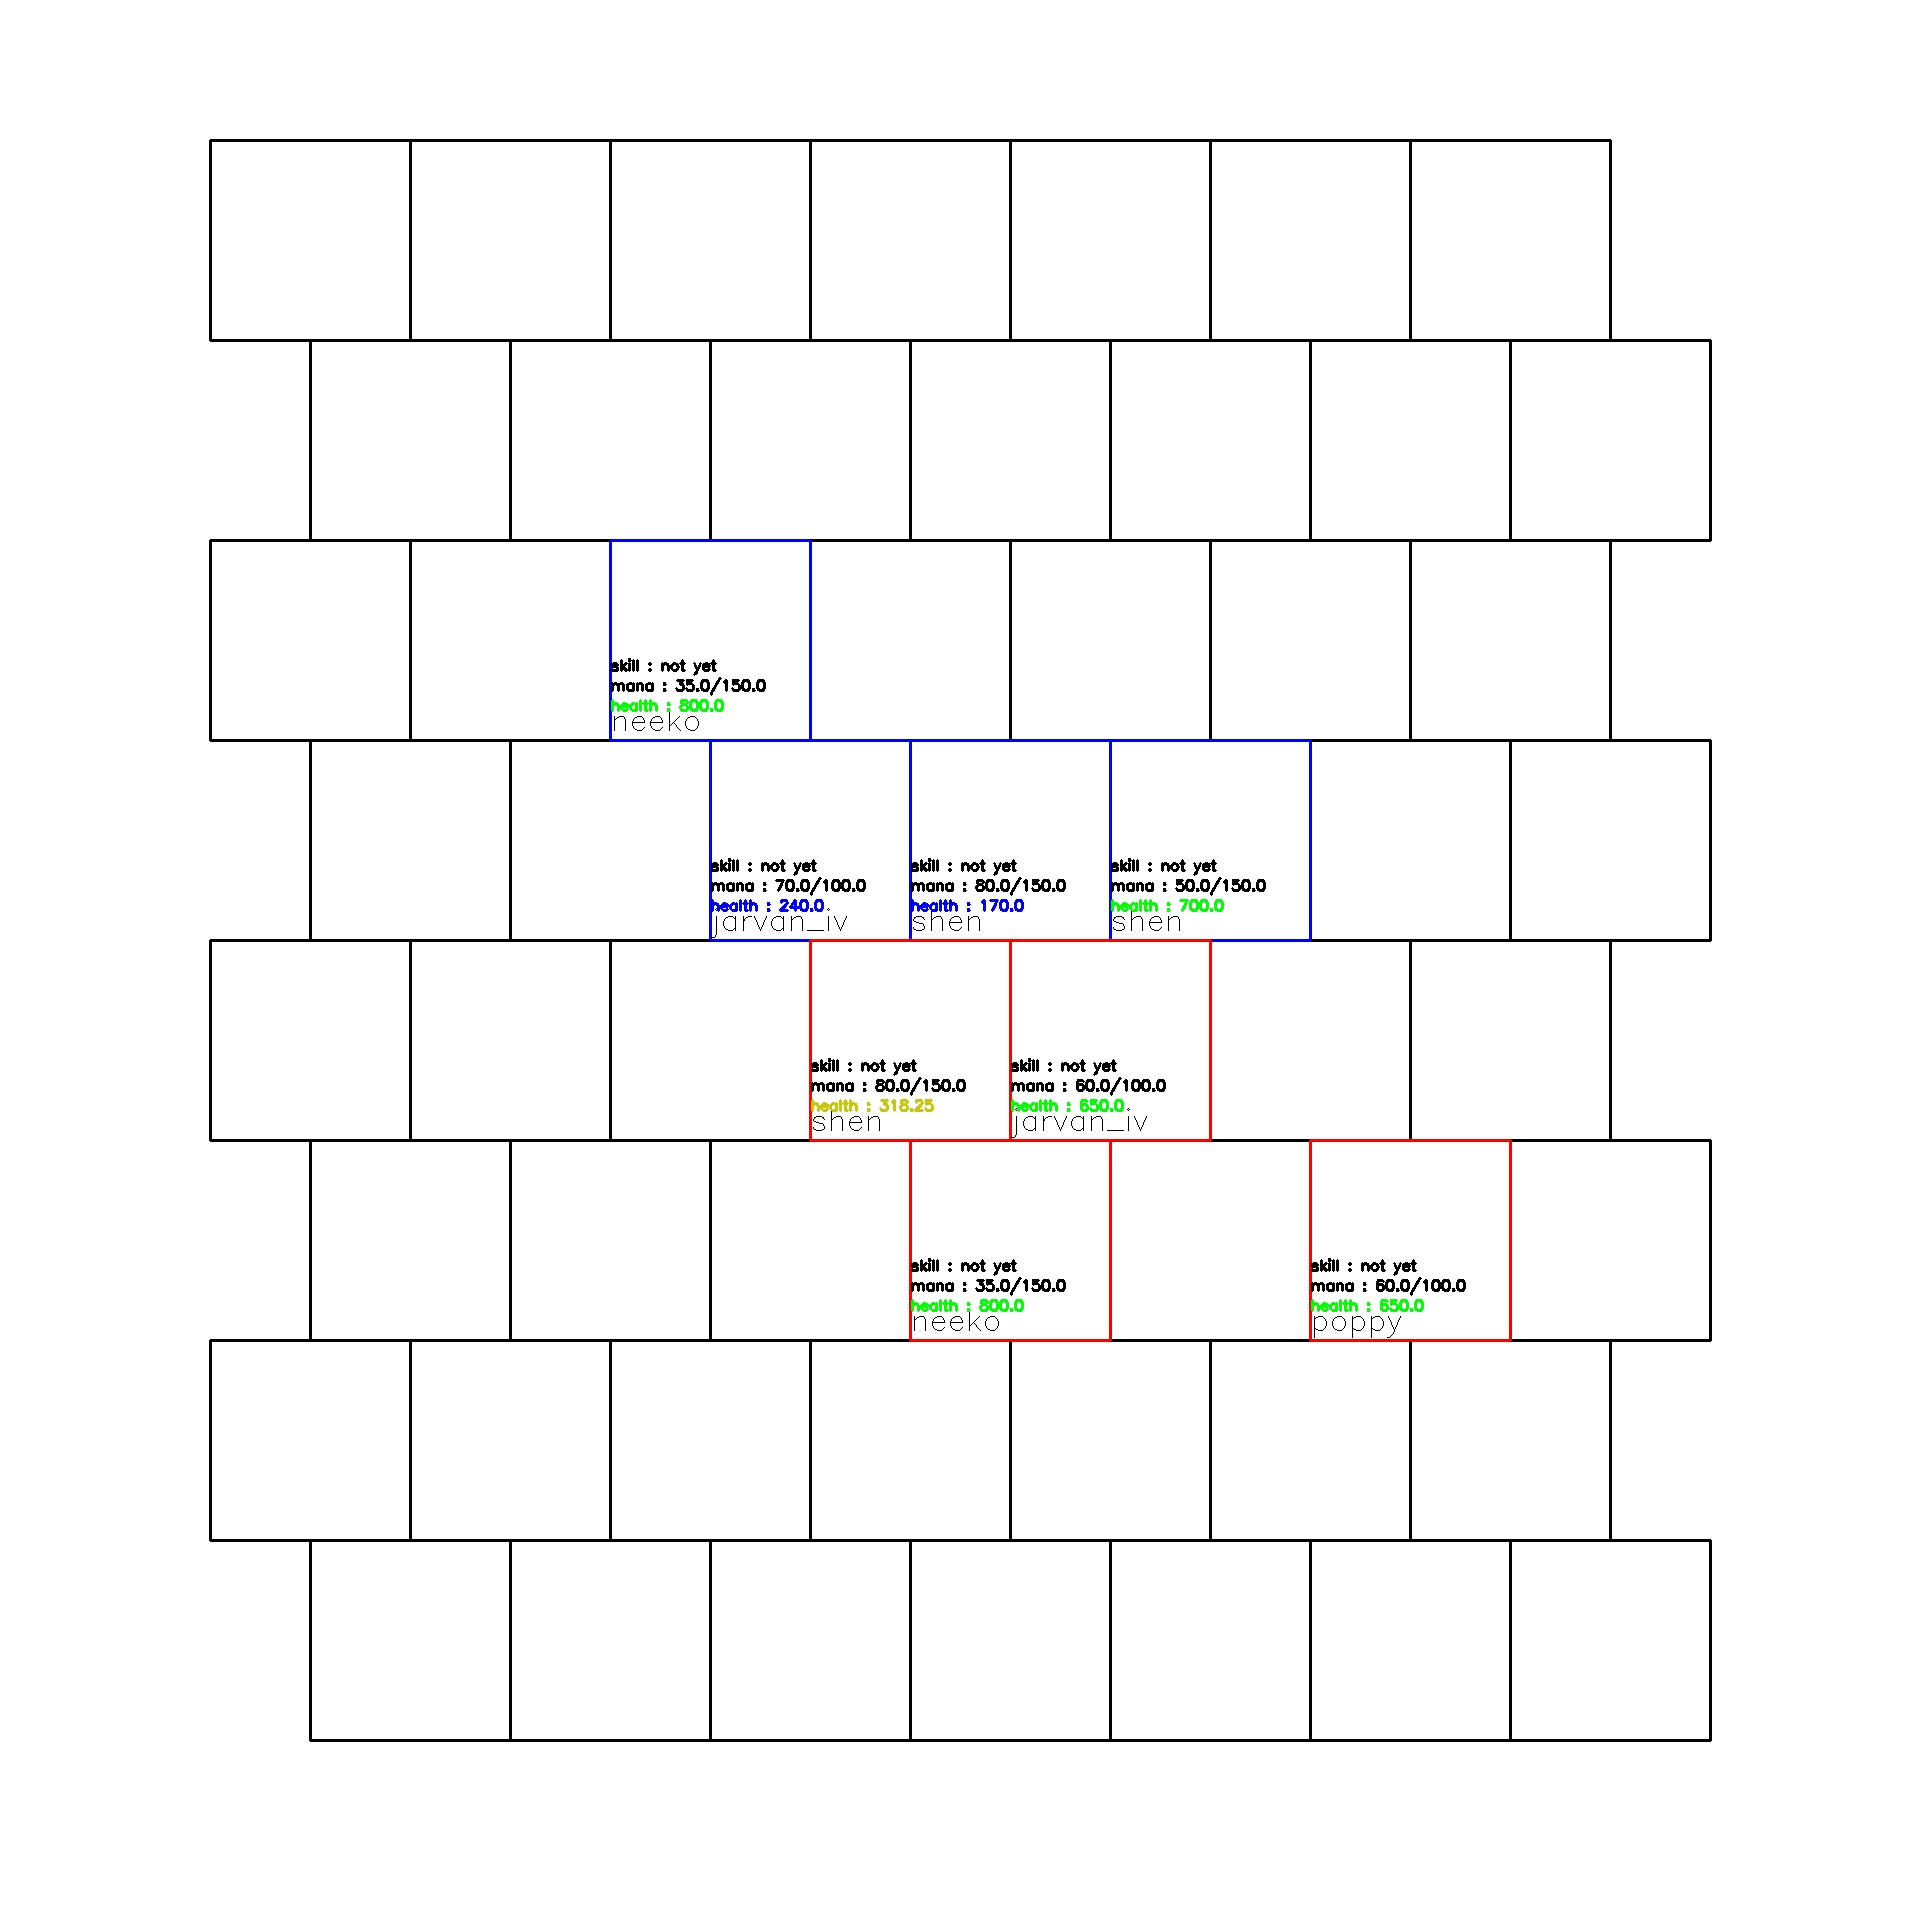 skill : not yet
mana : 35.0/150.0
health : 800.0
neeko
skill : not yet
mana : 70.0/100.0
health : 240.0
jarvan_iv
skill : not yet
mana : 80.0/150.0
health : 170.0
shen
skill : not yet
mana : 50.0/150.0
health : 700.0
shen
skill : not yet
mana : 80.0/150.0
health : 318.25
shen
skill : not yet
mana : 60.0/100.0
health : 650.0
jarvan_iv
skill : not yet
mana : 35.0/150.0
health : 800.0
neeko
skill : not yet
mana : 60.0/100.0
health : 650.0
poppy